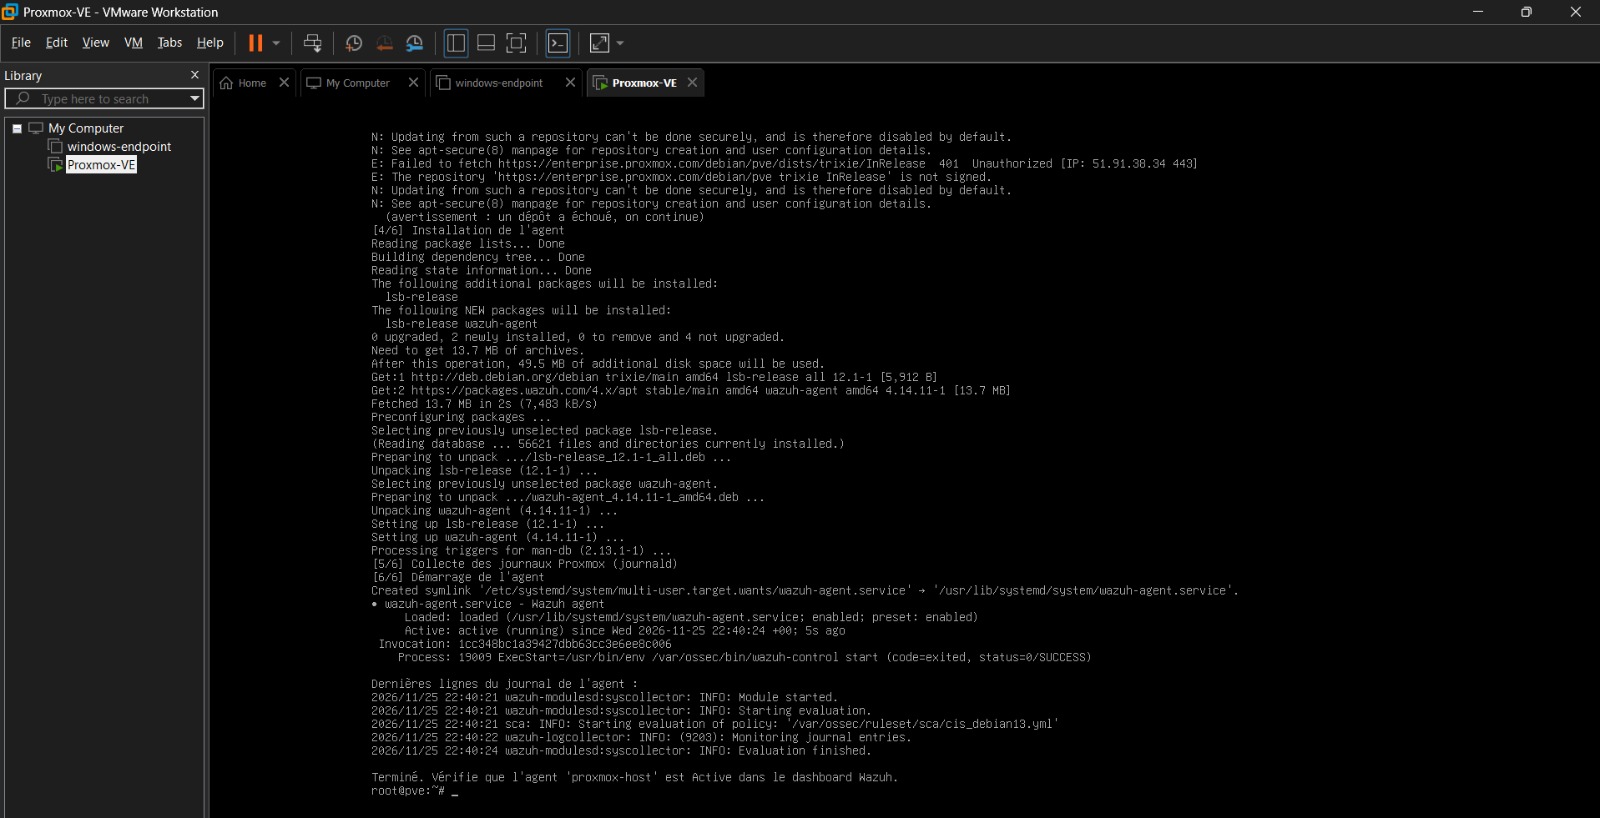 Proxmox-VE - VMware Workstation
File Edit View VM Tabs Help
Library
Type here to search
My Computer
windows-endpoint
Proxmox-VE
Home
My Computer
windows-endpoint
Proxmox-VE
N: Updating from such a repository can't be done securely, and is therefore disabled by default.
N: See apt-secure(8) manpage for repository creation and user configuration details.
E: Failed to fetch https://enterprise.proxmox.com/debian/pve/dists/trixie/InRelease  401  Unauthorized [IP: 51.91.38.34 443]
E: The repository 'https://enterprise.proxmox.com/debian/pve trixie InRelease' is not signed.
N: Updating from such a repository can't be done securely, and is therefore disabled by default.
N: See apt-secure(8) manpage for repository creation and user configuration details.
(avertissement : un dépôt a échoué, on continue)
[4/6] Installation de l'agent
Reading package lists... Done
Building dependency tree... Done
Reading state information... Done
The following additional packages will be installed:
lsb-release
The following NEW packages will be installed:
lsb-release wazuh-agent
0 upgraded, 2 newly installed, 0 to remove and 4 not upgraded.
Need to get 13.7 MB of archives.
After this operation, 49.5 MB of additional disk space will be used.
Get:1 http://deb.debian.org/debian trixie/main amd64 lsb-release all 12.1-1 [5,912 B]
Get:2 https://packages.wazuh.com/4.x/apt stable/main amd64 wazuh-agent amd64 4.14.11-1 [13.7 MB]
Fetched 13.7 MB in 2s (7,483 kB/s)
Preconfiguring packages ...
Selecting previously unselected package lsb-release.
(Reading database ... 56621 files and directories currently installed.)
Preparing to unpack .../lsb-release_12.1-1_all.deb ...
Unpacking lsb-release (12.1-1) ...
Selecting previously unselected package wazuh-agent.
Preparing to unpack .../wazuh-agent_4.14.11-1_amd64.deb ...
Unpacking wazuh-agent (4.14.11-1) ...
Setting up lsb-release (12.1-1) ...
Setting up wazuh-agent (4.14.11-1) ...
Processing triggers for man-db (2.13.1-1) ...
[5/6] Collecte des journaux Proxmox (journald)
[6/6] Démarrage de l'agent
Created symlink '/etc/systemd/system/multi-user.target.wants/wazuh-agent.service' → '/usr/lib/systemd/system/wazuh-agent.service'.
● wazuh-agent.service - Wazuh agent
Loaded: loaded (/usr/lib/systemd/system/wazuh-agent.service; enabled; preset: enabled)
Active: active (running) since Wed 2026-11-25 22:40:24 +00; 5s ago
Invocation: 1cc348bc1a39427dbb63cc3e6ee8c006
Process: 19009 ExecStart=/usr/bin/env /var/ossec/bin/wazuh-control start (code=exited, status=0/SUCCESS)
Dernières lignes du journal de l'agent :
2026/11/25 22:40:21 wazuh-modulesd:syscollector: INFO: Module started.
2026/11/25 22:40:21 wazuh-modulesd:syscollector: INFO: Starting evaluation.
2026/11/25 22:40:21 sca: INFO: Starting evaluation of policy: '/var/ossec/ruleset/sca/cis_debian13.yml'
2026/11/25 22:40:22 wazuh-logcollector: INFO: (9203): Monitoring journal entries.
2026/11/25 22:40:24 wazuh-modulesd:syscollector: INFO: Evaluation finished.
Terminé. Vérifie que l'agent 'proxmox-host' est Active dans le dashboard Wazuh.
root@pve:~# _